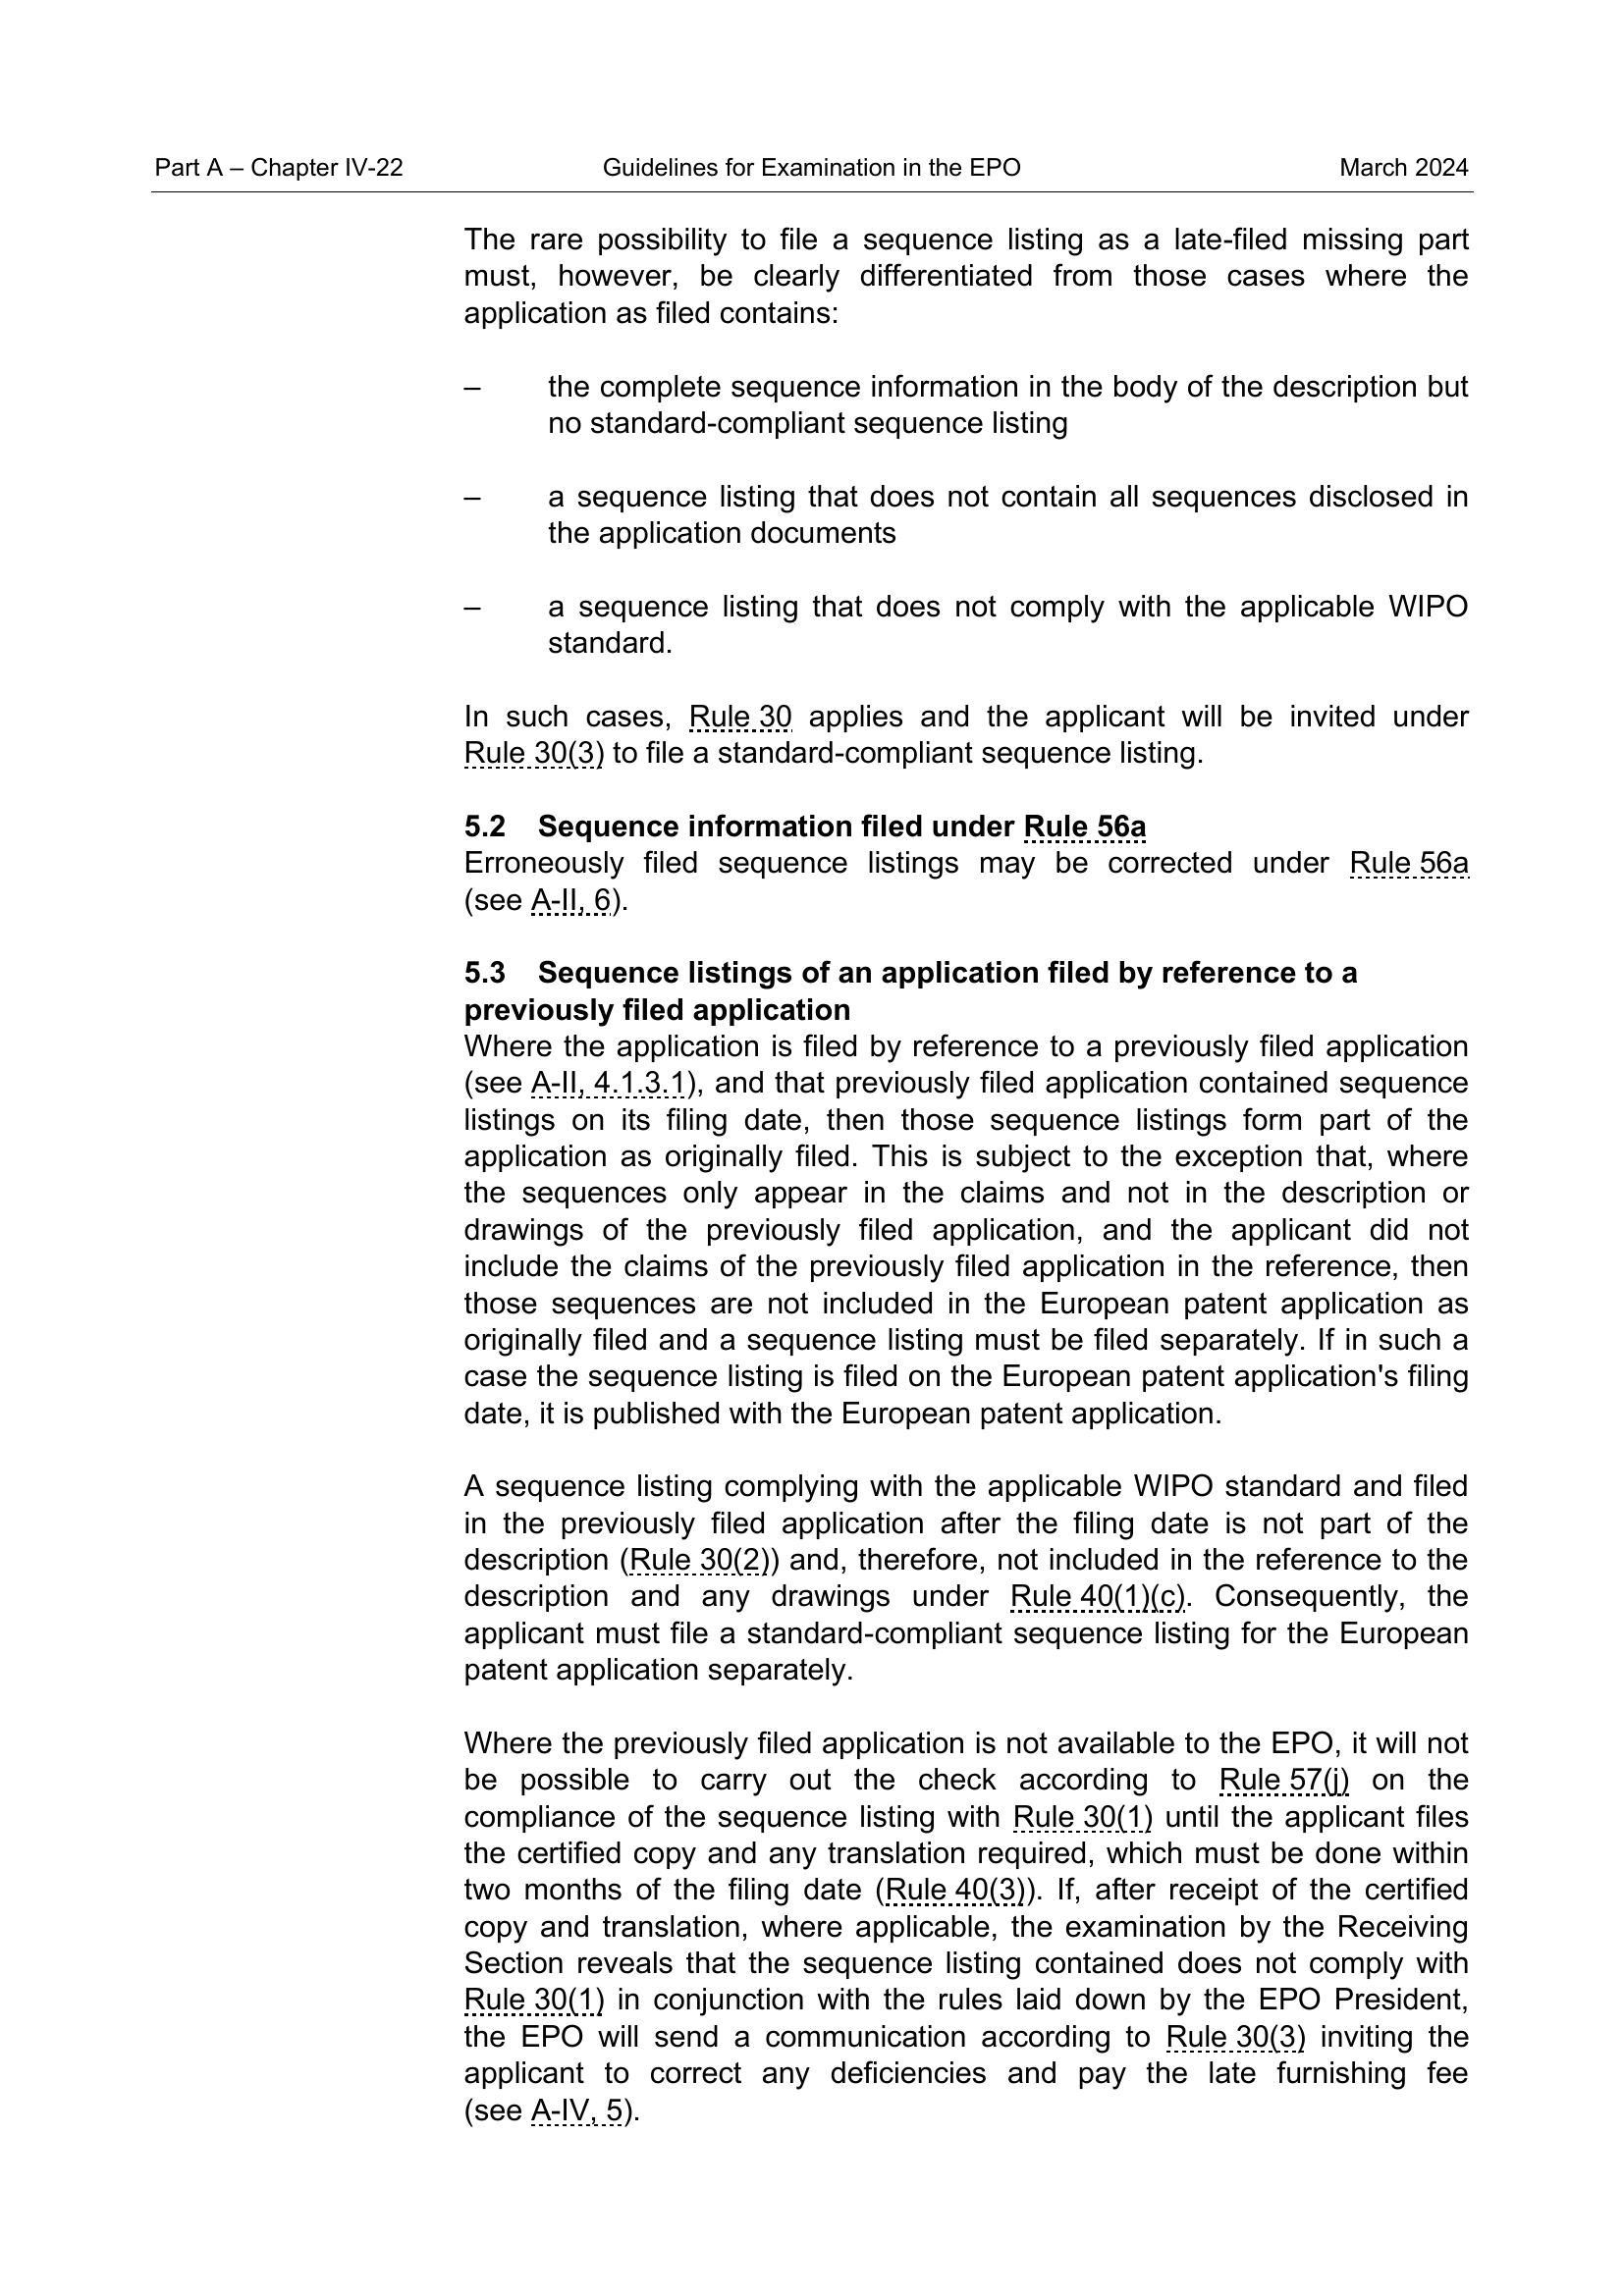 Part A – Chapter IV-22 Guidelines for Examination in the EPO March 2024
The rare possibility to file a sequence listing as a late-filed missing part
must, however, be clearly differentiated from those cases where the
application as filed contains:
– the complete sequence information in the body of the description but
no standard-compliant sequence listing
– a sequence listing that does not contain all sequences disclosed in
the application documents
– a sequence listing that does not comply with the applicable WIPO
standard.
In such cases, Rule 30 applies and the applicant will be invited under
Rule 30(3) to file a standard-compliant sequence listing.
5.2 Sequence information filed under Rule 56a
Erroneously filed sequence listings may be corrected under Rule 56a
(see A-II, 6).
5.3 Sequence listings of an application filed by reference to a
previously filed application
Where the application is filed by reference to a previously filed application
(see A-II, 4.1.3.1), and that previously filed application contained sequence
listings on its filing date, then those sequence listings form part of the
application as originally filed. This is subject to the exception that, where
the sequences only appear in the claims and not in the description or
drawings of the previously filed application, and the applicant did not
include the claims of the previously filed application in the reference, then
those sequences are not included in the European patent application as
originally filed and a sequence listing must be filed separately. If in such a
case the sequence listing is filed on the European patent application's filing
date, it is published with the European patent application.
A sequence listing complying with the applicable WIPO standard and filed
in the previously filed application after the filing date is not part of the
description (Rule 30(2)) and, therefore, not included in the reference to the
description and any drawings under Rule 40(1)(c). Consequently, the
applicant must file a standard-compliant sequence listing for the European
patent application separately.
Where the previously filed application is not available to the EPO, it will not
be possible to carry out the check according to Rule 57(j) on the
compliance of the sequence listing with Rule 30(1) until the applicant files
the certified copy and any translation required, which must be done within
two months of the filing date (Rule 40(3)). If, after receipt of the certified
copy and translation, where applicable, the examination by the Receiving
Section reveals that the sequence listing contained does not comply with
Rule 30(1) in conjunction with the rules laid down by the EPO President,
the EPO will send a communication according to Rule 30(3) inviting the
applicant to correct any deficiencies and pay the late furnishing fee
(see A-IV, 5).